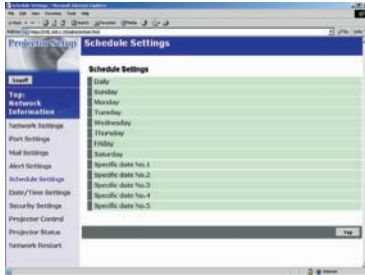 Projector Setup
Schedule Settings
Logoff
Top:
Network
Information
Network Settings
Port Settings
Mail Settings
Alert Settings
Schedule Settings
Date/Time Settings
Security Settings
Projector Control
Projector Status
Network Restart
Schedule Settings
Daily
Sunday
Monday
Tuesday
Wednesday
Thursday
Friday
Saturday
Specific date No.1
Specific date No.2
Specific date No.3
Specific date No.4
Specific date No.5
Top